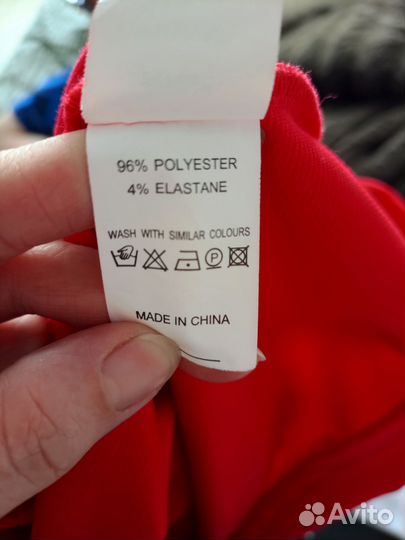 96% POLYESTER
4% ELASTANE
WASH WITH SIMILAR COLOURS
P
MADE IN CHINA
Avito